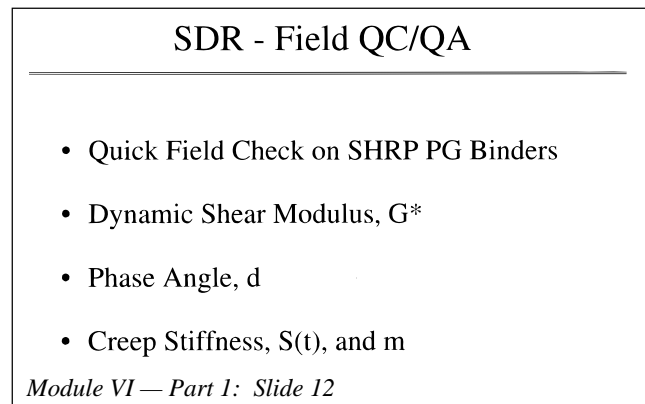 SDR - Field QC/QA
• Quick Field Check on SHRP PG Binders
• Dynamic Shear Modulus, G*
• Phase Angle, d
• Creep Stiffness, S(t), and m
Module VI — Part 1: Slide 12